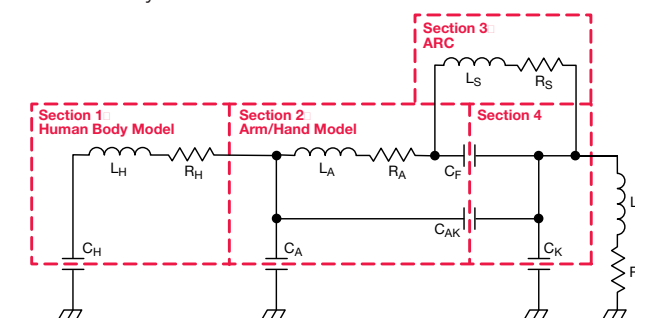 Section 3
ARC
LS
RS
Section 1
Human Body Model
Section 2
Arm/Hand Model
Section 4
LH
RH
LA
RA
CF
CAK
CH
CA
CK
L